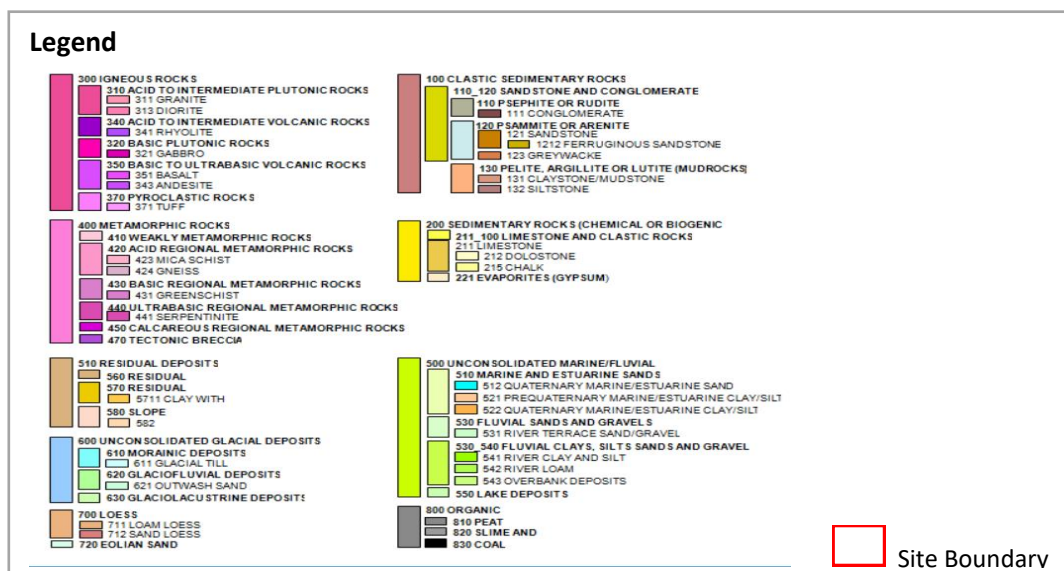 Legend
300 IGNEOUS ROCKS
310 ACID TO INTERMEDIATE PLUTONIC ROCKS
311 GRANITE
313 DIORITE
340 ACID TO INTERMEDIATE VOLCANIC ROCKS
341 RHYOLITE
320 BASIC PLUTONIC ROCKS
321 GABBRO
350 BASIC TO ULTRABASIC VOLCANIC ROCKS
351 BASALT
343 ANDESITE
370 PYROCLASTIC ROCKS
371 TUFF
400 METAMORPHIC ROCKS
410 WEAKLY METAMORPHIC ROCKS
420 ACID REGIONAL METAMORPHIC ROCKS
423 MICA SCHIST
424 GNEISS
430 BASIC REGIONAL METAMORPHIC ROCKS
431 GREENSCHIST
440 ULTRABASIC REGIONAL METAMORPHIC ROCKS
441 SERPENTINITE
450 CALCAREOUS REGIONAL METAMORPHIC ROCKS
470 TECTONIC BRECCIA
510 RESIDUAL DEPOSITS
560 RESIDUAL
570 RESIDUAL
5711 CLAY WITH
580 SLOPE
582
600 UNCONSOLIDATED GLACIAL DEPOSITS
610 MORAINIC DEPOSITS
611 GLACIAL TILL
620 GLACIOFLUVIAL DEPOSITS
621 OUTWASH SAND
630 GLACIOLACUSTRINE DEPOSITS
700 LOESS
711 LOAM LOESS
712 SAND LOESS
720 EOLIAN SAND
100 CLASTIC SEDIMENTARY ROCKS
110_120 SANDSTONE AND CONGLOMERATE
110 PSEPHITE OR RUDITE
111 CONGLOMERATE
120 PSAMMITE OR ARENITE
121 SANDSTONE
1212 FERRUGINOUS SANDSTONE
123 GREYWACKE
130 PELITE, ARGILLITE OR LUTITE (MUDROCKS)
131 CLAYSTONE/MUDSTONE
132 SILTSTONE
200 SEDIMENTARY ROCKS (CHEMICAL OR BIOGENIC
211_100 LIMESTONE AND CLASTIC ROCKS
211 LIMESTONE
212 DOLOSTONE
215 CHALK
221 EVAPORITES (GYPSUM)
500 UNCONSOLIDATED MARINE/FLUVIAL
510 MARINE AND ESTUARINE SANDS
512 QUATERNARY MARINE/ESTUARINE SAND
521 PREQUATERNARY MARINE/ESTUARINE CLAY/SILT
522 QUATERNARY MARINE/ESTUARINE CLAY/SILT
530 FLUVIAL SANDS AND GRAVELS
531 RIVER TERRACE SAND/GRAVEL
530_540 FLUVIAL CLAYS, SILTS SANDS AND GRAVEL
541 RIVER CLAY AND SILT
542 RIVER LOAM
543 OVERBANK DEPOSITS
550 LAKE DEPOSITS
800 ORGANIC
810 PEAT
820 SLIME AND
830 COAL
Site Boundary